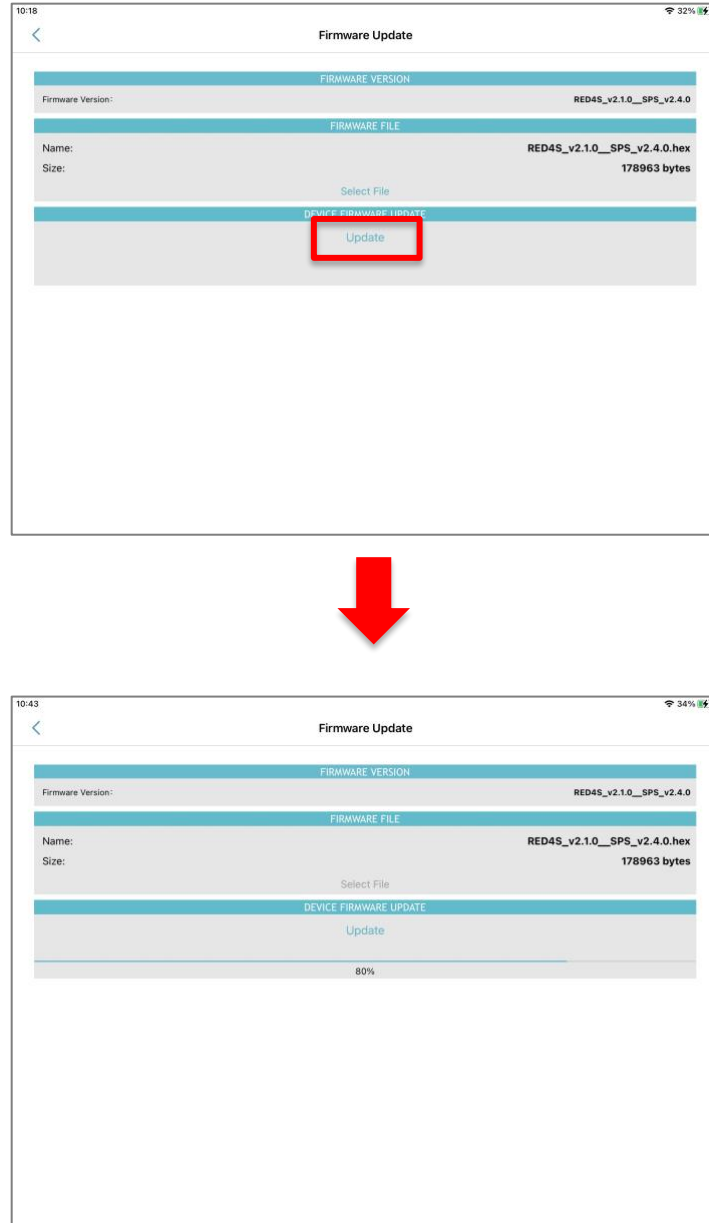 10:18 32%
Firmware Update
FIRMWARE VERSION
Firmware Version: RED4S_v2.1.0__SPS_v2.4.0
FIRMWARE FILE
Name: RED4S_v2.1.0__SPS_v2.4.0.hex
Size: 178963 bytes
Select File
DEVICE FIRMWARE UPDATE
Update
10:43 34%
Firmware Update
FIRMWARE VERSION
Firmware Version: RED4S_v2.1.0__SPS_v2.4.0
FIRMWARE FILE
Name: RED4S_v2.1.0__SPS_v2.4.0.hex
Size: 178963 bytes
Select File
DEVICE FIRMWARE UPDATE
Update
80%